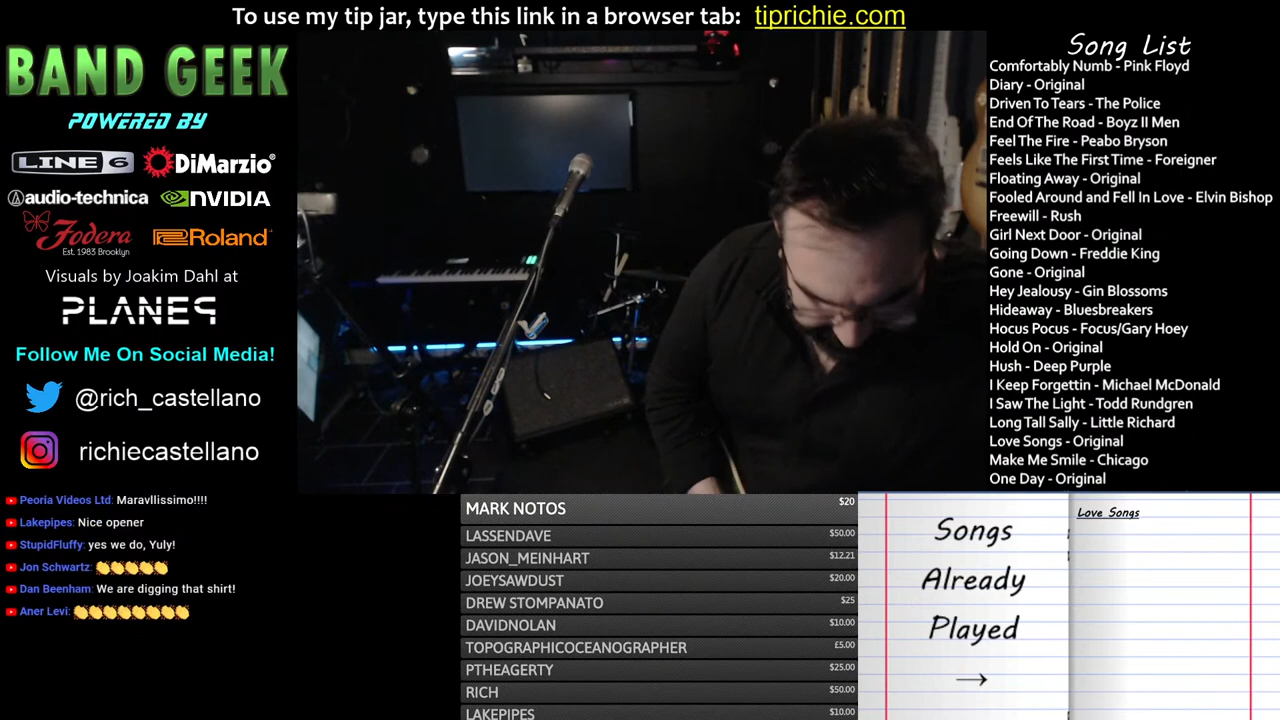 To use my tip jar, type this link in a browser tab: tiprichie.com
BAND GEEK
POWERED BY
LINE 6
DiMarzio®
audio-technica
NVIDIA
Fodera
Est. 1983 Brooklyn
Roland
Visuals by Joakim Dahl at
PLANE9
Follow Me On Social Media!
@rich_castellano
richiecastellano
Peoria Videos Ltd: Maravllissimo!!!!
Lakepipes: Nice opener
StupidFluffy: yes we do, Yuly!
Jon Schwartz: 👏👏👏👏👏
Dan Beenham: We are digging that shirt!
Aner Levi: 👏👏👏👏👏👏👏👏
Song List
Comfortably Numb - Pink Floyd
Diary - Original
Driven To Tears - The Police
End Of The Road - Boyz II Men
Feel The Fire - Peabo Bryson
Feels Like The First Time - Foreigner
Floating Away - Original
Fooled Around and Fell In Love - Elvin Bishop
Freewill - Rush
Girl Next Door - Original
Going Down - Freddie King
Gone - Original
Hey Jealousy - Gin Blossoms
Hideaway - Bluesbreakers
Hocus Pocus - Focus/Gary Hoey
Hold On - Original
Hush - Deep Purple
I Keep Forgettin - Michael McDonald
I Saw The Light - Todd Rundgren
Long Tall Sally - Little Richard
Love Songs - Original
Make Me Smile - Chicago
One Day - Original
MARK NOTOS $20
LASSENDAVE $50.00
JASON_MEINHART $12.21
JOEYSAWDUST $20.00
DREW STOMPANATO $25
DAVIDNOLAN $10.00
TOPOGRAPHICOCEANOGRAPHER £5.00
PTHEAGERTY $25.00
RICH $50.00
LAKEPIPES $10.00
Songs
Already
Played
→
Love Songs